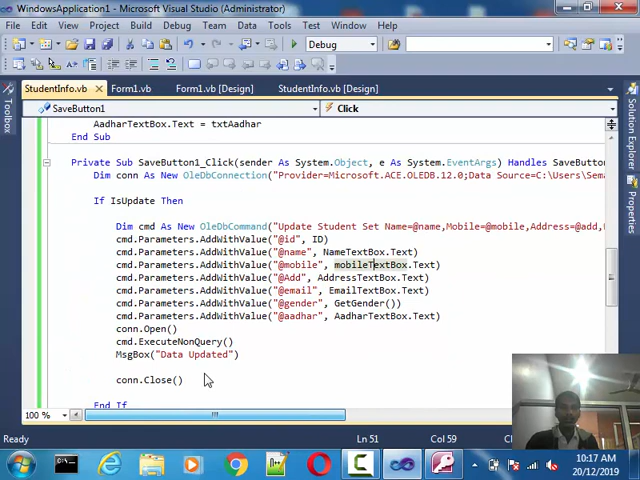 WindowsApplication1 - Microsoft Visual Studio (Administrator)
File Edit View Project Build Debug Team Data Tools Test Window Help
Debug
StudentInfo.vb Form1.vb Form1.vb [Design] StudentInfo.vb [Design]
SaveButton1 Click
Toolbox
Solution Explorer
Properties
AadharTextBox.Text = txtAadhar
End Sub
Private Sub SaveButton1_Click(sender As System.Object, e As System.EventArgs) Handles SaveButto
Dim conn As New OleDbConnection("Provider=Microsoft.ACE.OLEDB.12.0;Data Source=C:\Users\Sema
If IsUpdate Then
Dim cmd As New OleDbCommand("Update Student Set Name=@name,Mobile=@mobile,Address=@add,
cmd.Parameters.AddWithValue("@id", ID)
cmd.Parameters.AddWithValue("@name", NameTextBox.Text)
cmd.Parameters.AddWithValue("@mobile", mobileTextBox.Text)
cmd.Parameters.AddWithValue("@Add", AddressTextBox.Text)
cmd.Parameters.AddWithValue("@email", EmailTextBox.Text)
cmd.Parameters.AddWithValue("@gender", GetGender())
cmd.Parameters.AddWithValue("@aadhar", AadharTextBox.Text)
conn.Open()
cmd.ExecuteNonQuery()
MsgBox("Data Updated")
conn.Close()
End If
100 %
Ready Ln 51 Col 59
10:17 AM
20/12/2019